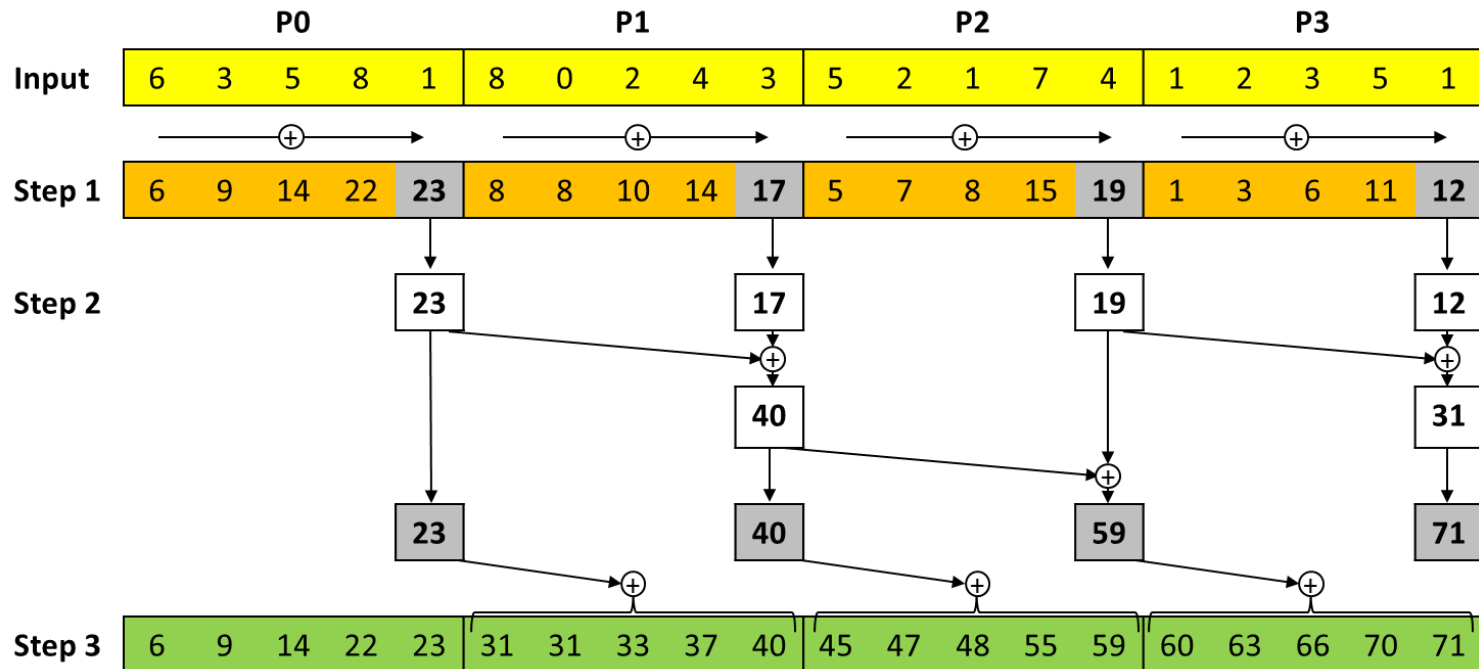 P0 P1 P2 P3
Input 6 3 5 8 1 8 0 2 4 3 5 2 1 7 4 1 2 3 5 1
+ + + +
Step 1 6 9 14 22 23 8 8 10 14 17 5 7 8 15 19 1 3 6 11 12
Step 2 23 17 19 12
+ +
40 31
+
23 40 59 71
+ + +
Step 3 6 9 14 22 23 31 31 33 37 40 45 47 48 55 59 60 63 66 70 71